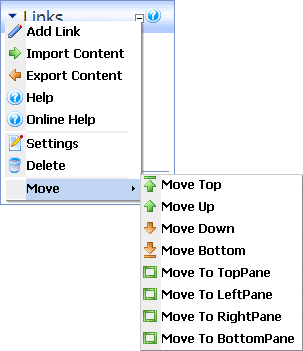 Links
Add Link
Import Content
Export Content
Help
Online Help
Settings
Delete
Move
Move Top
Move Up
Move Down
Move Bottom
Move To TopPane
Move To LeftPane
Move To RightPane
Move To BottomPane